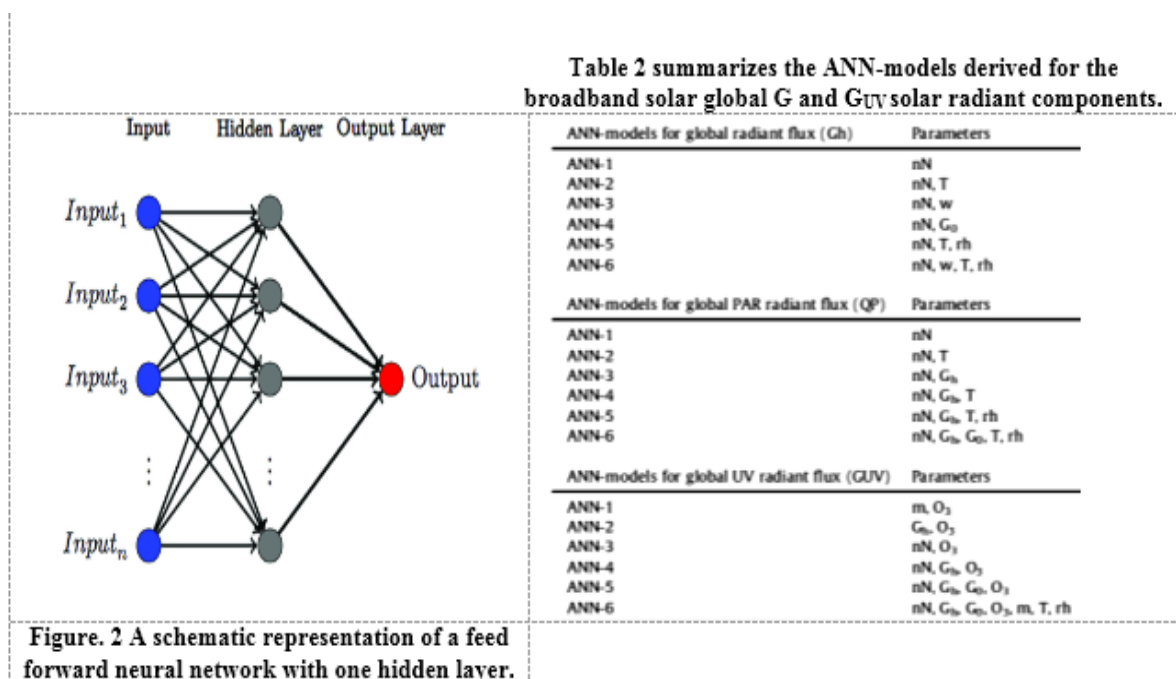 Table 2 summarizes the ANN-models derived for the
broadband solar global G and GUV solar radiant components.
Input Hidden Layer Output Layer
Input1
Input2
Input3
Inputn
Output
Figure. 2 A schematic representation of a feed
forward neural network with one hidden layer.
ANN-models for global radiant flux (Gh) Parameters
ANN-1 nN
ANN-2 nN, T
ANN-3 nN, w
ANN-4 nN, G0
ANN-5 nN, T, rh
ANN-6 nN, w, T, rh
ANN-models for global PAR radiant flux (QP) Parameters
ANN-1 nN
ANN-2 nN, T
ANN-3 nN, Gh
ANN-4 nN, Gh, T
ANN-5 nN, Gh, T, rh
ANN-6 nN, Gh, G0, T, rh
ANN-models for global UV radiant flux (GUV) Parameters
ANN-1 m, O3
ANN-2 Gh, O3
ANN-3 nN, O3
ANN-4 nN, Gh, O3
ANN-5 nN, Gh, G0, O3
ANN-6 nN, Gh, G0, O3, m, T, rh